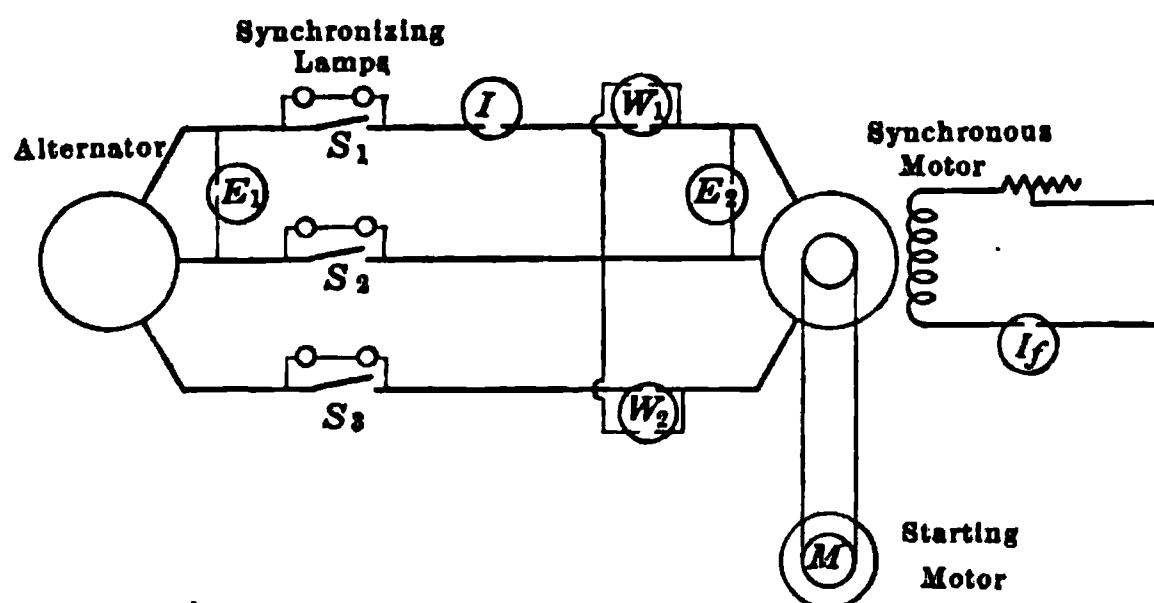 Synchronizing
Lamps
Alternator
S1
I
W1
Synchronous
Motor
E1
E2
S2
If
S3
W2
M
Starting
Motor